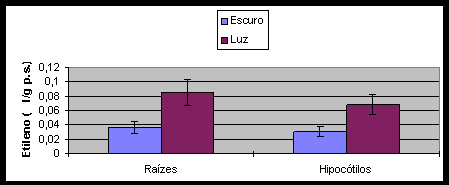 Escuro
Luz
0,12
0,1
0,08
0,06
0,04
0,02
0
Etileno ( l/g p.s.)
Raízes
Hipocótilos